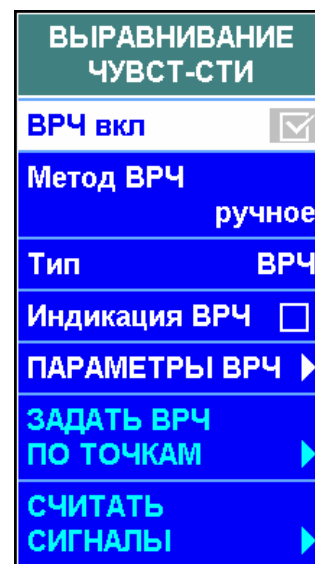 ВЫРАВНИВАНИЕ
ЧУВСТ-СТИ
ВРЧ вкл
Метод ВРЧ
ручное
Тип ВРЧ
Индикация ВРЧ
ПАРАМЕТРЫ ВРЧ
ЗАДАТЬ ВРЧ
ПО ТОЧКАМ
СЧИТАТЬ
СИГНАЛЫ